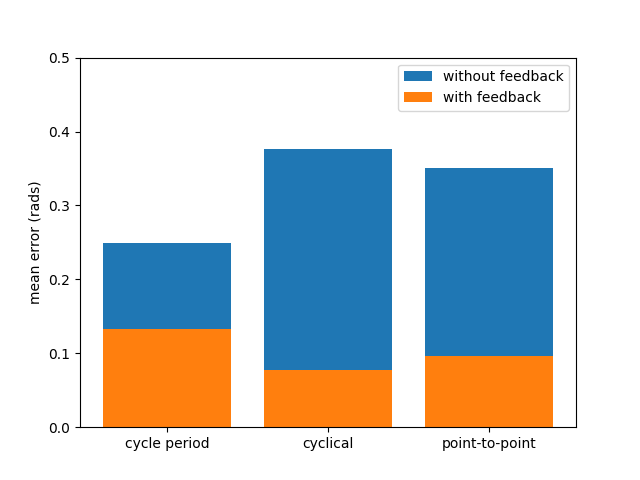 without feedback
with feedback
mean error (rads)
0.5
0.4
0.3
0.2
0.1
0.0
cycle period
cyclical
point-to-point